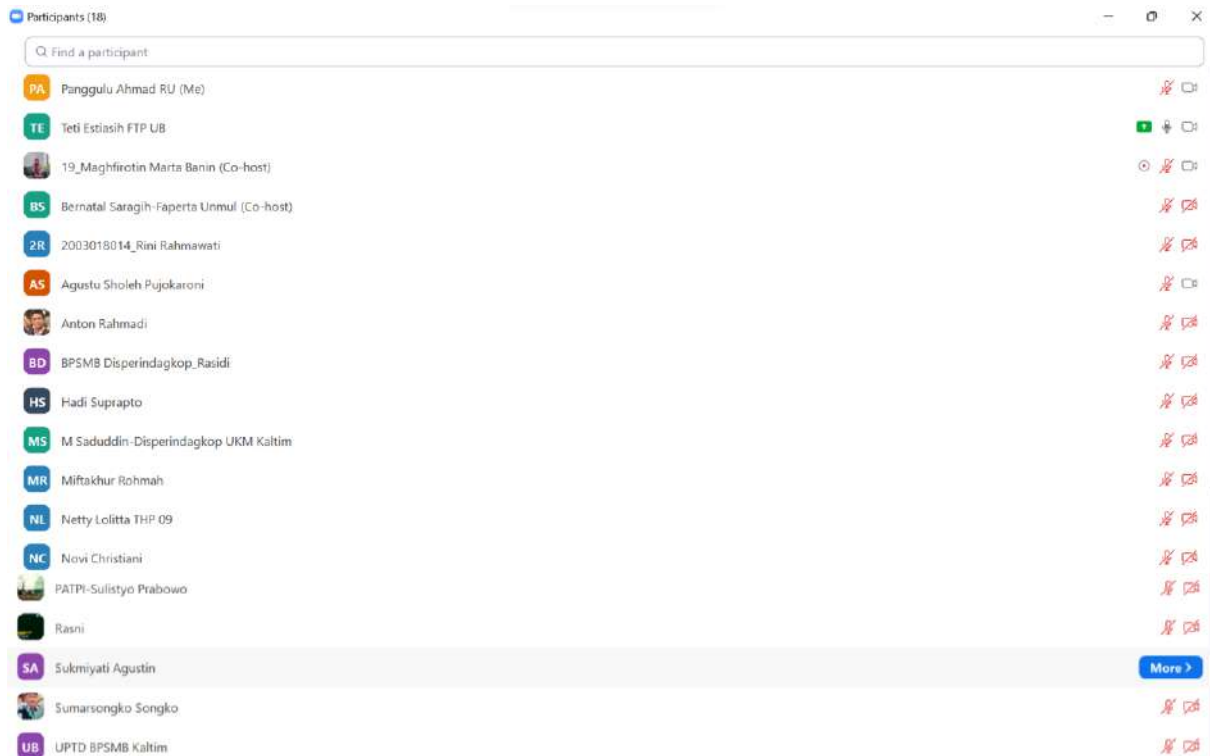 Participants (18)
Find a participant
PA Panggulu Ahmad RU (Me)
TE Teti Estiasih FTP UB
19_Maghfirotin Marta Banin (Co-host)
BS Bernatal Saragih-Faperta Unmul (Co-host)
2R 2003018014_Rini Rahmawati
AS Agustu Sholeh Pujokaroni
Anton Rahmadi
BD BPSMB Disperindagkop_Rasidi
HS Hadi Suprapto
MS M Saduddin-Disperindagkop UKM Kaltim
MR Miftakhur Rohmah
NL Netty Lolitta THP 09
NC Novi Christiani
PATPI-Sulistyo Prabowo
Rasni
SA Sukmiyati Agustin More >
Sumarsongko Songko
UB UPTD BPSMB Kaltim